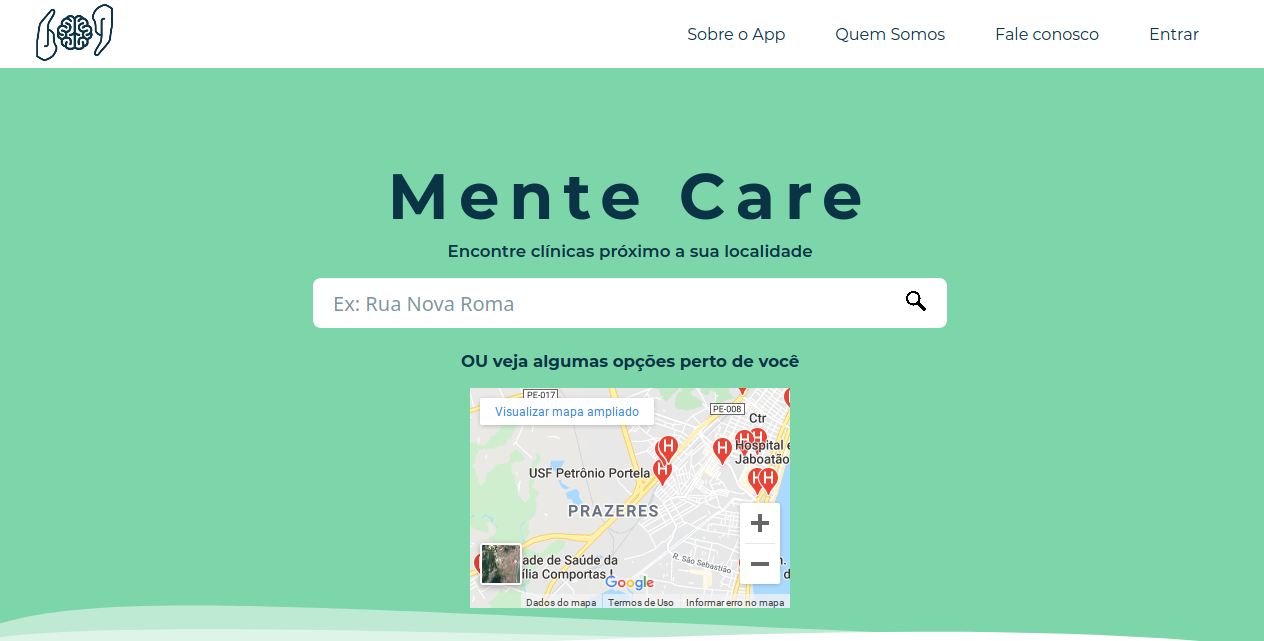 Sobre o App
Quem Somos
Fale conosco
Entrar
Mente Care
Encontre clínicas próximo a sua localidade
Ex: Rua Nova Roma
OU veja algumas opções perto de você
PE-017
Visualizar mapa ampliado
PE-008
Ctr
Hospital e
Jaboatão
USF Petrônio Portela
PRAZERES
R. São Sebastião
ade de Saúde da
ília Comportas I
Google
Dados do mapa
Termos de Uso
Informar erro no mapa